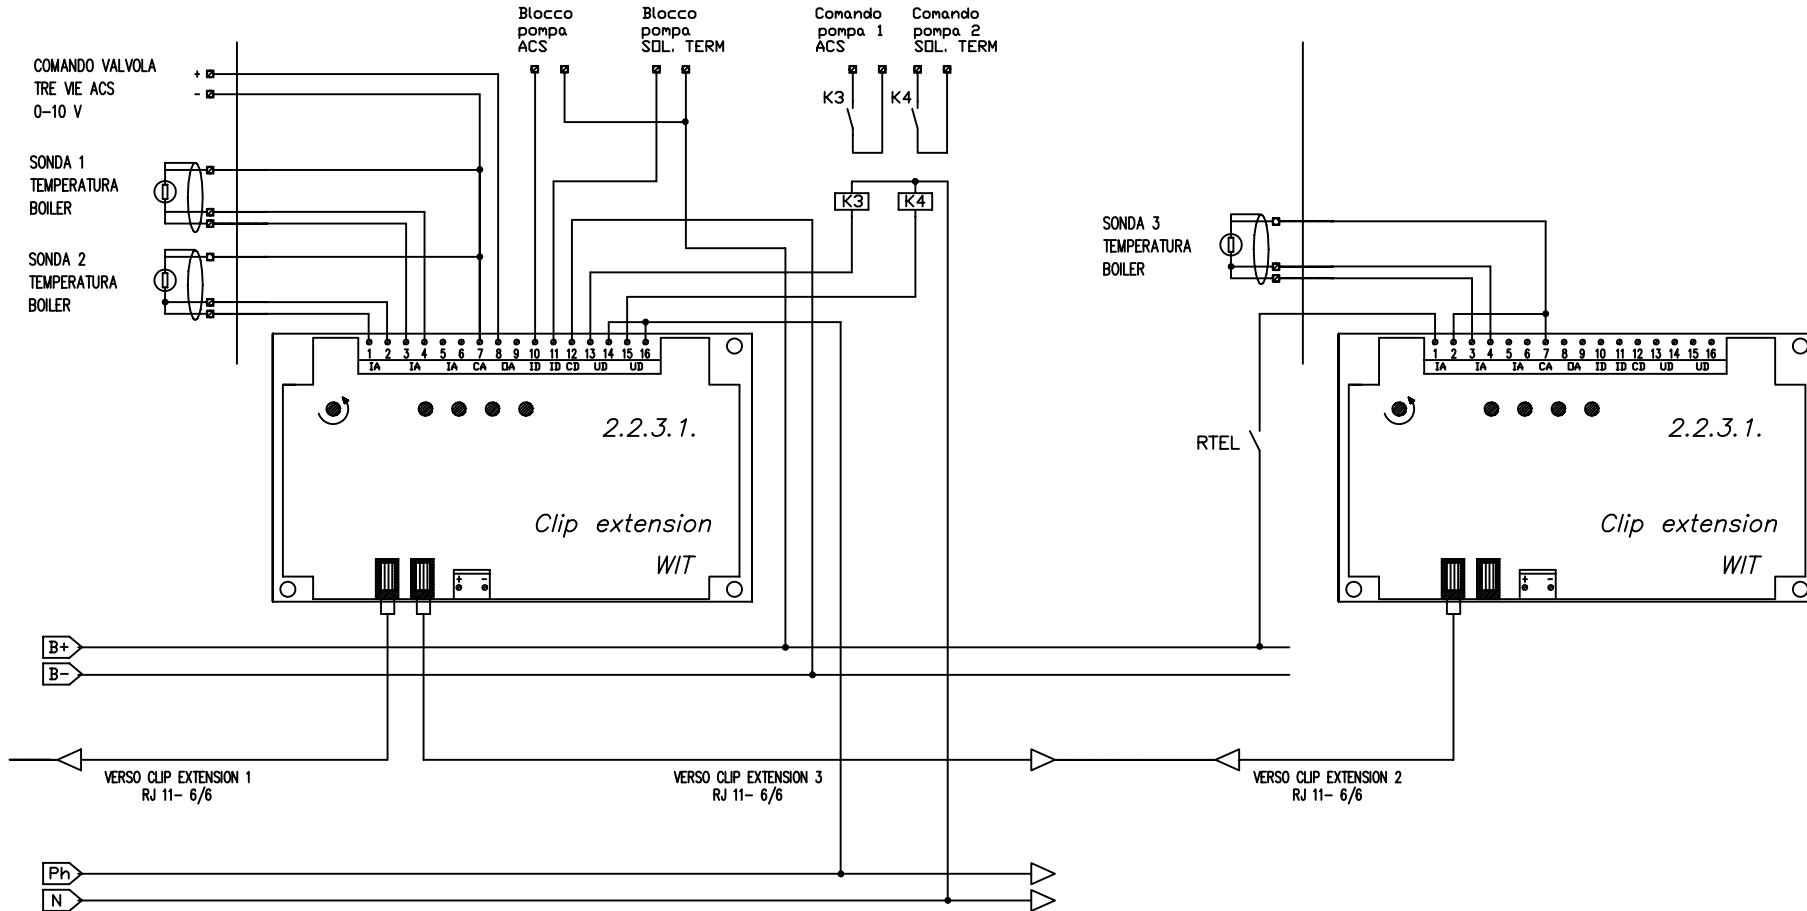 Blocco
pompa
ACS
Blocco
pompa
SOL. TERM
Comando
pompa 1
ACS
Comando
pompa 2
SOL. TERM
COMANDO VALVOLA
TRE VIE ACS
0-10 V
+
-
K3
K4
SONDA 1
TEMPERATURA
BOILER
K3
K4
SONDA 2
TEMPERATURA
BOILER
SONDA 3
TEMPERATURA
BOILER
1 2 3 4 5 6 7 8 9 10 11 12 13 14 15 16
IA IA IA CA OA ID ID CD UD UD
1 2 3 4 5 6 7 8 9 10 11 12 13 14 15 16
IA IA IA CA OA ID ID CD UD UD
2.2.3.1.
Clip extension
WIT
+ -
RTEL
2.2.3.1.
Clip extension
WIT
+ -
B+
B-
VERSO CLIP EXTENSION 1
RJ 11- 6/6
VERSO CLIP EXTENSION 3
RJ 11- 6/6
VERSO CLIP EXTENSION 2
RJ 11- 6/6
Ph
N